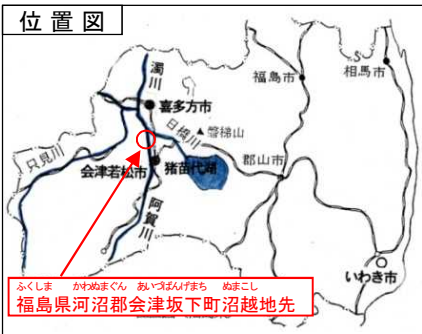 位置図
濁川
喜多方市
日橋川
磐梯山
福島市
相馬市
只見川
会津若松市
猪苗代湖
郡山市
阿賀川
いわき市
ふくしま かわぬまぐん あいづばんげまち ぬまこし
福島県河沼郡会津坂下町沼越地先